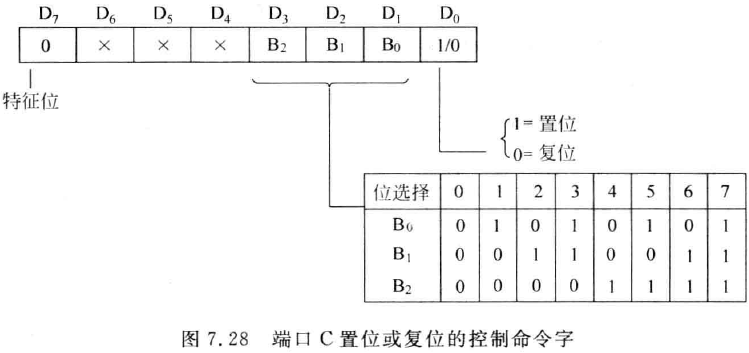 D₇ D₆ D₅ D₄ D₃ D₂ D₁ D₀
0 × × × B₂ B₁ B₀ 1/0
特征位
1= 置位
0= 复位
位选择 0 1 2 3 4 5 6 7
B₀ 0 1 0 1 0 1 0 1
B₁ 0 0 1 1 0 0 1 1
B₂ 0 0 0 0 1 1 1 1
图 7.28 端口 C 置位或复位的控制命令字